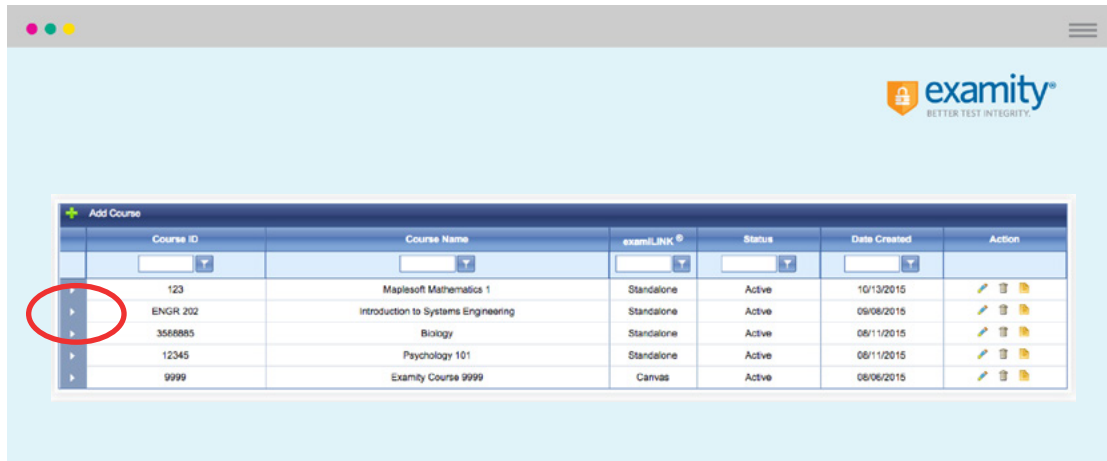 examity®
BETTER TEST INTEGRITY.
Add Course
Course ID Course Name examiLINK ® Status Date Created Action
123 Maplesoft Mathematics 1 Standalone Active 10/13/2015
ENGR 202 Introduction to Systems Engineering Standalone Active 09/08/2015
3588885 Biology Standalone Active 08/11/2015
12345 Psychology 101 Standalone Active 08/11/2015
9999 Examity Course 9999 Canvas Active 08/06/2015